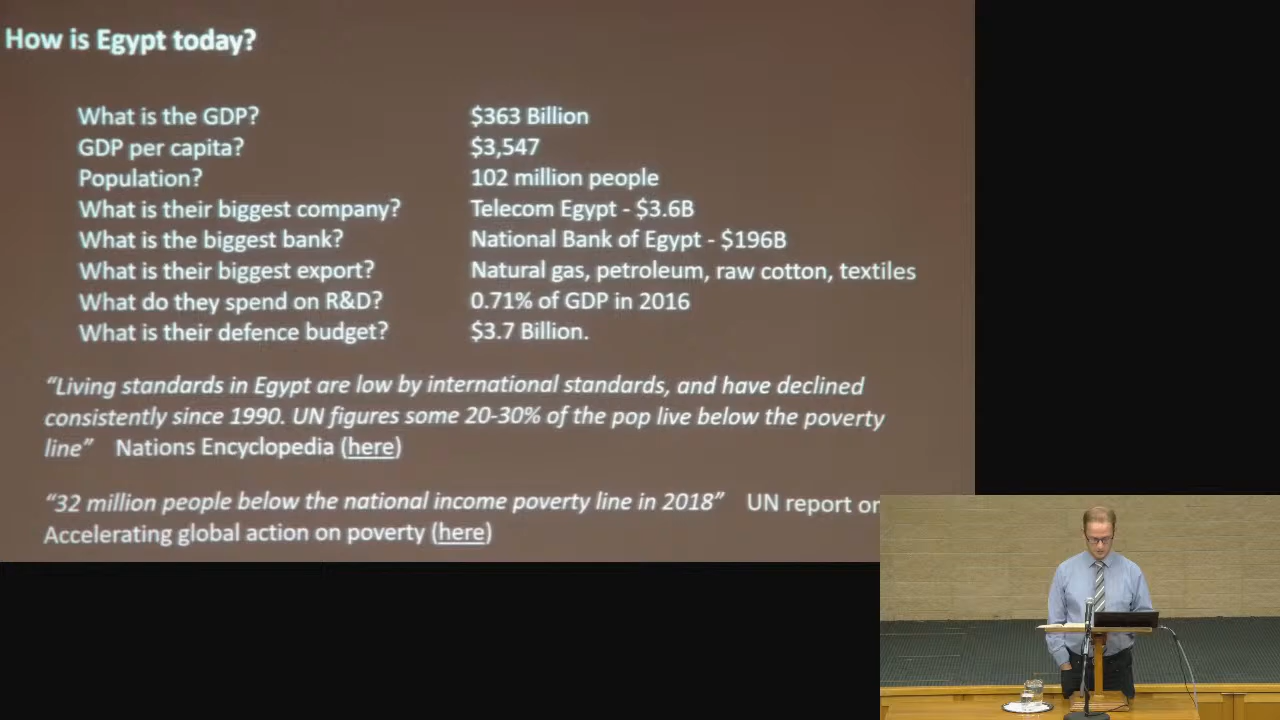 How is Egypt today?
What is the GDP? $363 Billion
GDP per capita? $3,547
Population? 102 million people
What is their biggest company? Telecom Egypt - $3.6B
What is the biggest bank? National Bank of Egypt - $196B
What is their biggest export? Natural gas, petroleum, raw cotton, textiles
What do they spend on R&D? 0.71% of GDP in 2016
What is their defence budget? $3.7 Billion.
“Living standards in Egypt are low by international standards, and have declined
consistently since 1990. UN figures some 20-30% of the pop live below the poverty
line” Nations Encyclopedia (here)
“32 million people below the national income poverty line in 2018” UN report
Accelerating global action on poverty (here)